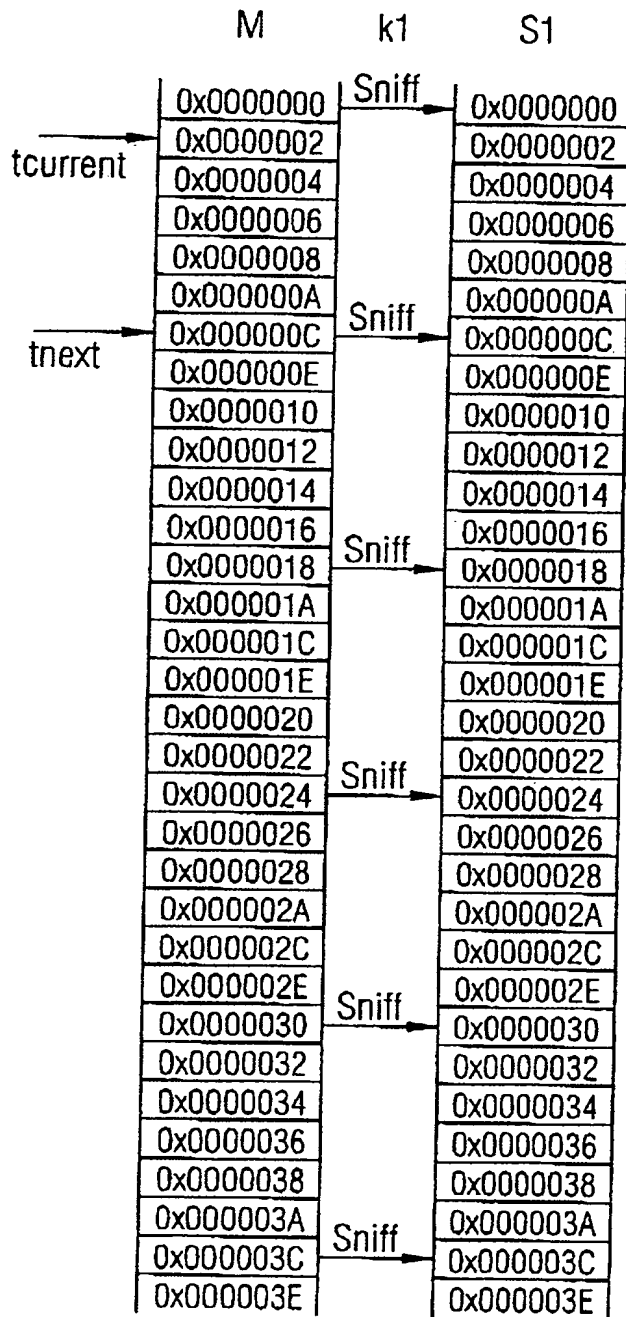 M k1 S1
0x0000000 Sniff 0x0000000
tcurrent 0x0000002 0x0000002
0x0000004 0x0000004
0x0000006 0x0000006
0x0000008 0x0000008
0x000000A 0x000000A
tnext 0x000000C Sniff 0x000000C
0x000000E 0x000000E
0x0000010 0x0000010
0x0000012 0x0000012
0x0000014 0x0000014
0x0000016 0x0000016
0x0000018 Sniff 0x0000018
0x000001A 0x000001A
0x000001C 0x000001C
0x000001E 0x000001E
0x0000020 0x0000020
0x0000022 0x0000022
0x0000024 Sniff 0x0000024
0x0000026 0x0000026
0x0000028 0x0000028
0x000002A 0x000002A
0x000002C 0x000002C
0x000002E 0x000002E
0x0000030 Sniff 0x0000030
0x0000032 0x0000032
0x0000034 0x0000034
0x0000036 0x0000036
0x0000038 0x0000038
0x000003A 0x000003A
0x000003C Sniff 0x000003C
0x000003E 0x000003E